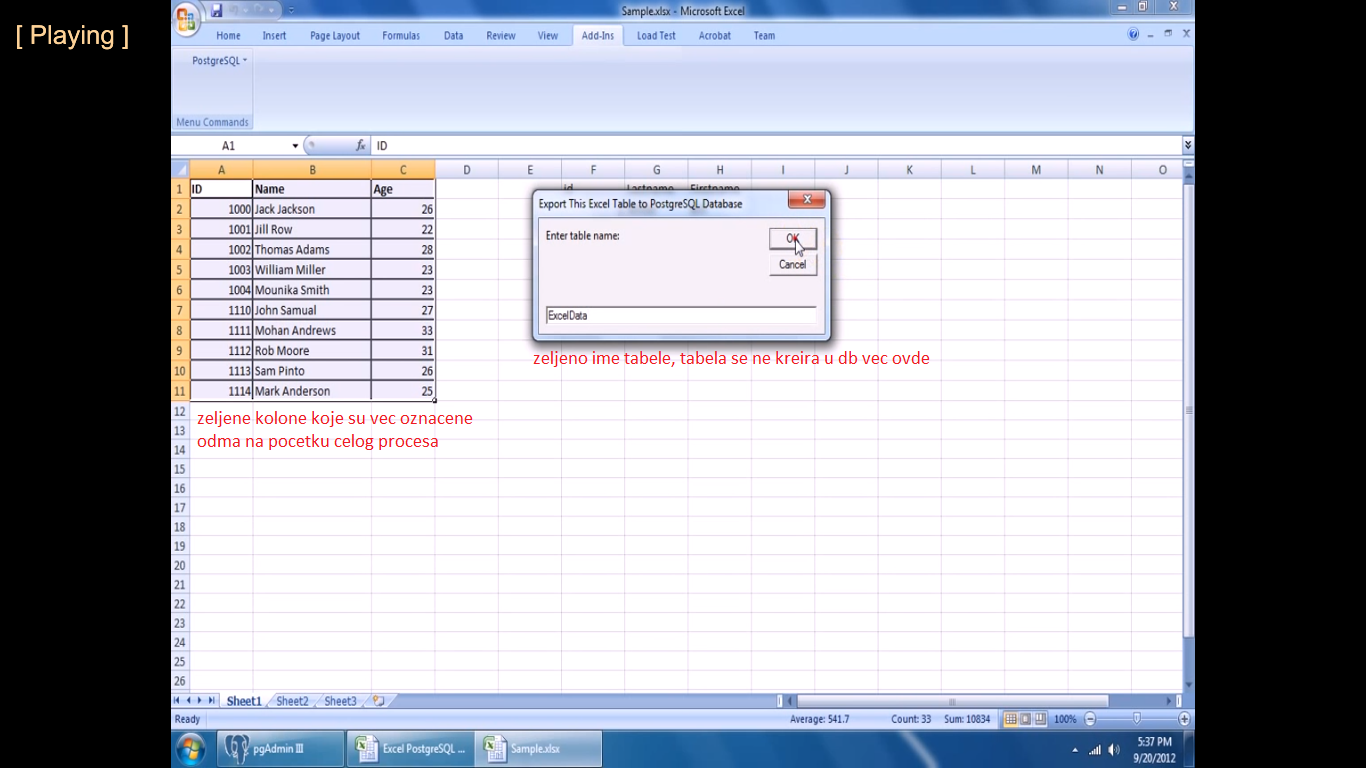 [ Playing ]
Sample.xlsx - Microsoft Excel
Home Insert Page Layout Formulas Data Review View Add-Ins Load Test Acrobat Team
PostgreSQL
Menu Commands
A1 fx ID
A B C D E F G H I J K L M N O
1 ID Name Age id Lastname Firstname
2 1000 Jack Jackson 26
3 1001 Jill Row 22
4 1002 Thomas Adams 28
5 1003 William Miller 23
6 1004 Mounika Smith 23
7 1110 John Samual 27
8 1111 Mohan Andrews 33
9 1112 Rob Moore 31
10 1113 Sam Pinto 26
11 1114 Mark Anderson 25
12
13
14
15
16
17
18
19
20
21
22
23
24
25
26
Export This Excel Table to PostgreSQL Database
Enter table name:
OK
Cancel
ExcelData
zeljeno ime tabele, tabela se ne kreira u db vec ovde
zeljene kolone koje su vec oznacene
odma na pocetku celog procesa
Sheet1 Sheet2 Sheet3
Ready Average: 541.7 Count: 33 Sum: 10834 100%
pgAdmin III Excel PostgreSQL ... Sample.xlsx
5:37 PM
9/20/2012